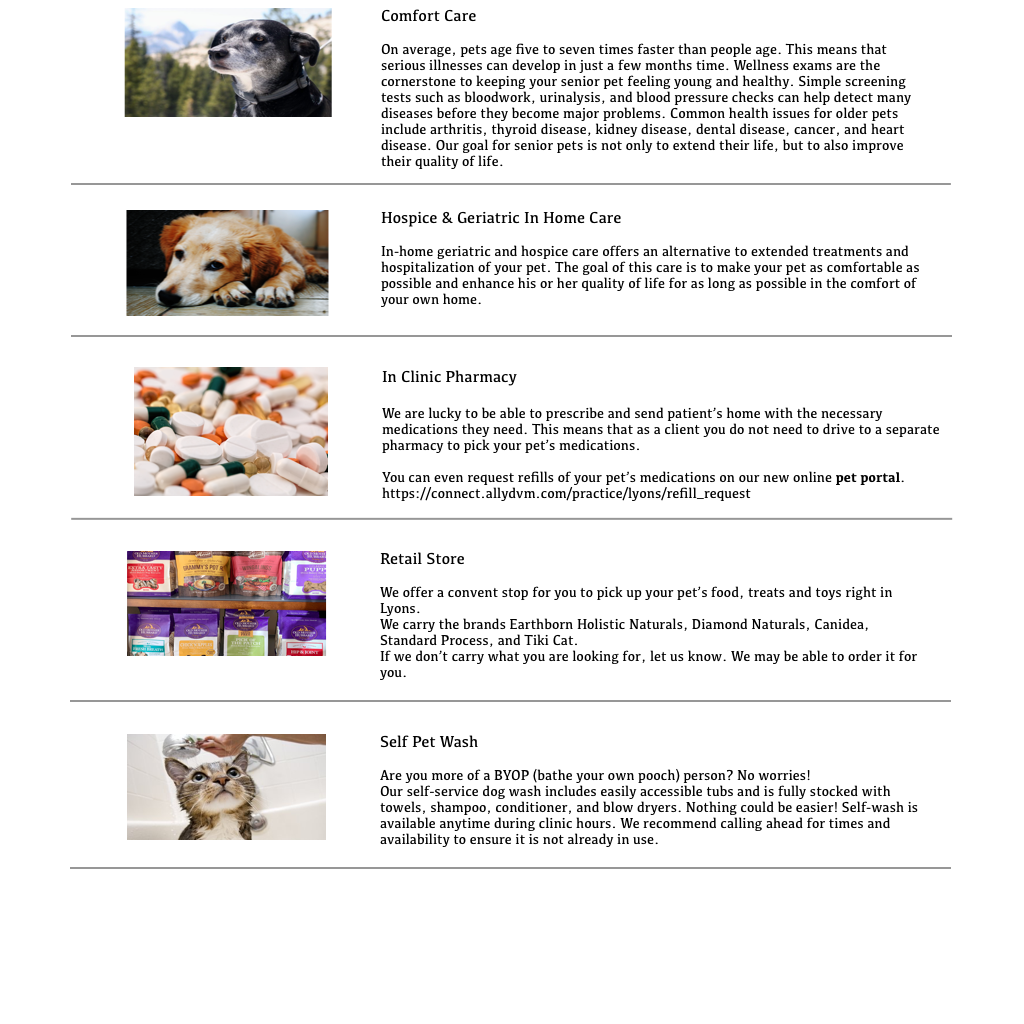 Comfort Care
On average, pets age five to seven times faster than people age. This means that
serious illnesses can develop in just a few months time. Wellness exams are the
cornerstone to keeping your senior pet feeling young and healthy. Simple screening
tests such as bloodwork, urinalysis, and blood pressure checks can help detect many
diseases before they become major problems. Common health issues for older pets
include arthritis, thyroid disease, kidney disease, dental disease, cancer, and heart
disease. Our goal for senior pets is not only to extend their life, but to also improve
their quality of life.
Hospice & Geriatric In Home Care
In-home geriatric and hospice care offers an alternative to extended treatments and
hospitalization of your pet. The goal of this care is to make your pet as comfortable as
possible and enhance his or her quality of life for as long as possible in the comfort of
your own home.
In Clinic Pharmacy
We are lucky to be able to prescribe and send patient’s home with the necessary
medications they need. This means that as a client you do not need to drive to a separate
pharmacy to pick your pet’s medications.
You can even request refills of your pet’s medications on our new online pet portal.
https://connect.allydvm.com/practice/lyons/refill_request
GRAMMY'S POT
Retail Store
We offer a convent stop for you to pick up your pet’s food, treats and toys right in
Lyons.
We carry the brands Earthborn Holistic Naturals, Diamond Naturals, Canidea,
Standard Process, and Tiki Cat.
If we don’t carry what you are looking for, let us know. We may be able to order it for
you.
Self Pet Wash
Are you more of a BYOP (bathe your own pooch) person? No worries!
Our self-service dog wash includes easily accessible tubs and is fully stocked with
towels, shampoo, conditioner, and blow dryers. Nothing could be easier! Self-wash is
available anytime during clinic hours. We recommend calling ahead for times and
availability to ensure it is not already in use.